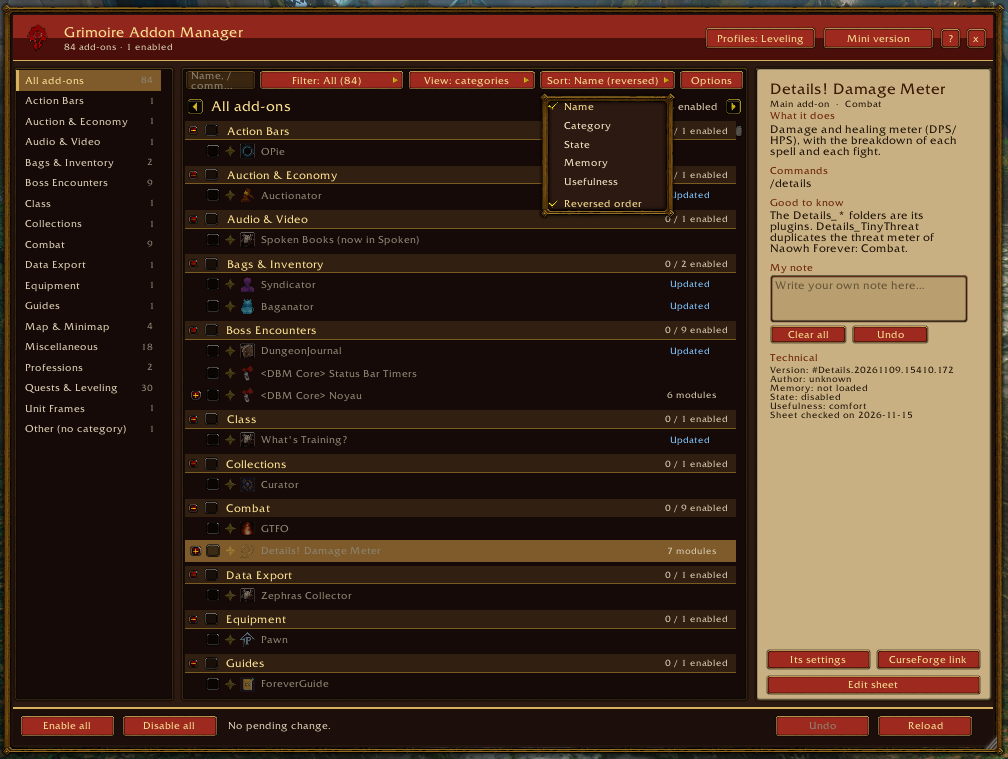 Grimoire Addon Manager
84 add-ons · 1 enabled
Profiles: Leveling
Mini version
?
x
All add-ons 84
Action Bars 1
Auction & Economy 1
Audio & Video 1
Bags & Inventory 2
Boss Encounters 9
Class 1
Collections 1
Combat 9
Data Export 1
Equipment 1
Guides 1
Map & Minimap 4
Miscellaneous 18
Professions 2
Quests & Leveling 30
Unit Frames 1
Other (no category) 1
Name, /
comm...
Filter: All (84)
View: categories
Sort: Name (reversed)
Options
All add-ons
enabled
Name
Category
State
Memory
Usefulness
Reversed order
Action Bars / 1 enabled
OPie
Auction & Economy / 1 enabled
Auctionator Updated
Audio & Video 0 / 1 enabled
Spoken Books (now in Spoken)
Bags & Inventory 0 / 2 enabled
Syndicator Updated
Baganator Updated
Boss Encounters 0 / 9 enabled
DungeonJournal Updated
<DBM Core> Status Bar Timers
<DBM Core> Noyau 6 modules
Class 0 / 1 enabled
What's Training? Updated
Collections 0 / 1 enabled
Curator
Combat 0 / 9 enabled
GTFO
Details! Damage Meter 7 modules
Data Export 0 / 1 enabled
Zephras Collector
Equipment 0 / 1 enabled
Pawn
Guides 0 / 1 enabled
ForeverGuide
Details! Damage Meter
Main add-on · Combat
What it does
Damage and healing meter (DPS/
HPS), with the breakdown of each
spell and each fight.
Commands
/details
Good to know
The Details_* folders are its
plugins. Details_TinyThreat
duplicates the threat meter of
Naowh Forever: Combat.
My note
Write your own note here...
Clear all
Undo
Technical
Version: #Details.20261109.15410.172
Author: unknown
Memory: not loaded
State: disabled
Usefulness: comfort
Sheet checked on 2026-11-15
Its settings
CurseForge link
Edit sheet
Enable all
Disable all
No pending change.
Undo
Reload